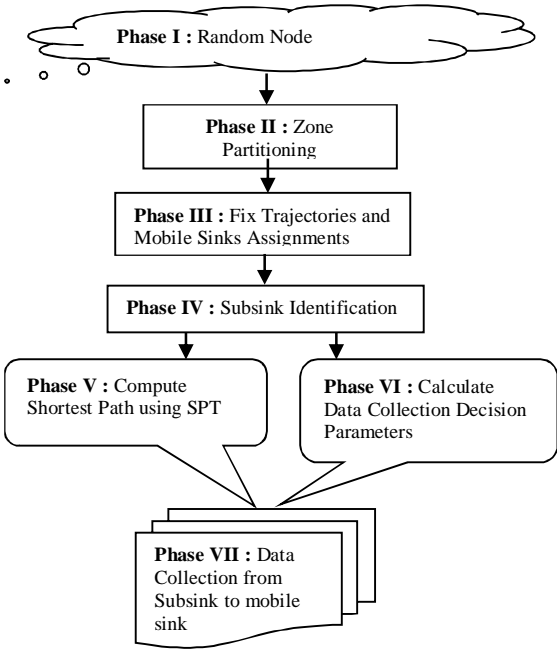 Phase I : Random Node
Phase II : Zone
Partitioning
Phase III : Fix Trajectories and
Mobile Sinks Assignments
Phase IV : Subsink Identification
Phase V : Compute
Shortest Path using SPT
Phase VI : Calculate
Data Collection Decision
Parameters
Phase VII : Data
Collection from
Subsink to mobile
sink